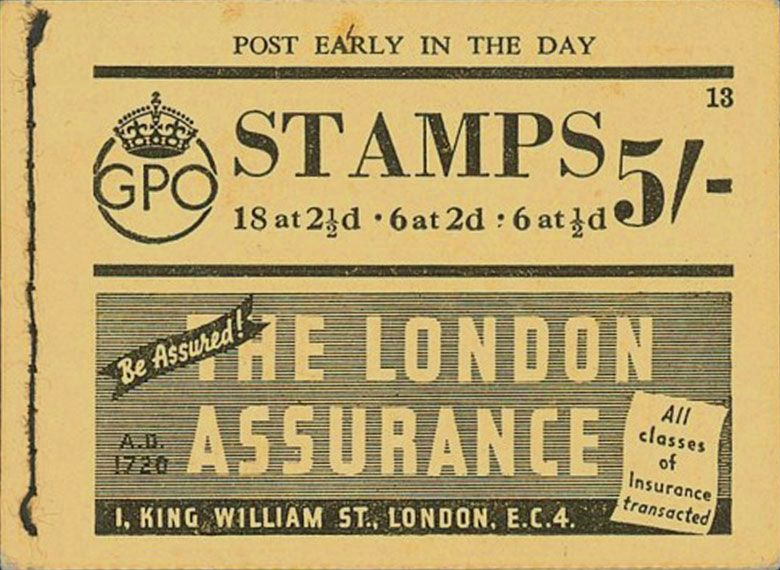 POST EARLY IN THE DAY
13
GPO
STAMPS 5/-
18 at 2½d · 6 at 2d : 6 at ½d
Be Assured!
THE LONDON
ASSURANCE
A.D.
1720
All
classes
of
Insurance
transacted
1, KING WILLIAM ST., LONDON, E.C.4.